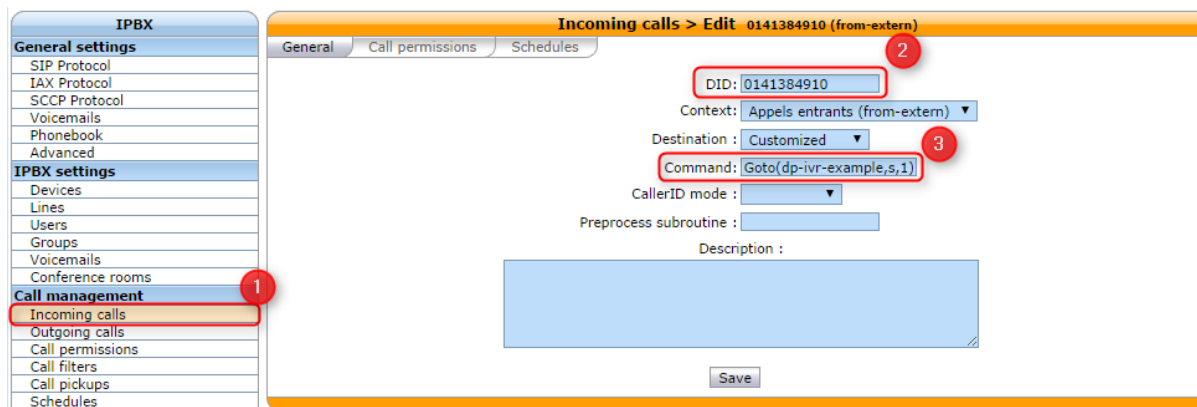 IPBX
General settings
SIP Protocol
IAX Protocol
SCCP Protocol
Voicemails
Phonebook
Advanced
IPBX settings
Devices
Lines
Users
Groups
Voicemails
Conference rooms
Call management
1
Incoming calls
Outgoing calls
Call permissions
Call filters
Call pickups
Schedules
Incoming calls > Edit 0141384910 (from-extern)
General Call permissions Schedules
2
DID: 0141384910
Context: Appels entrants (from-extern)
Destination : Customized
3
Command: Goto(dp-ivr-example,s,1)
CallerID mode :
Preprocess subroutine :
Description :
Save